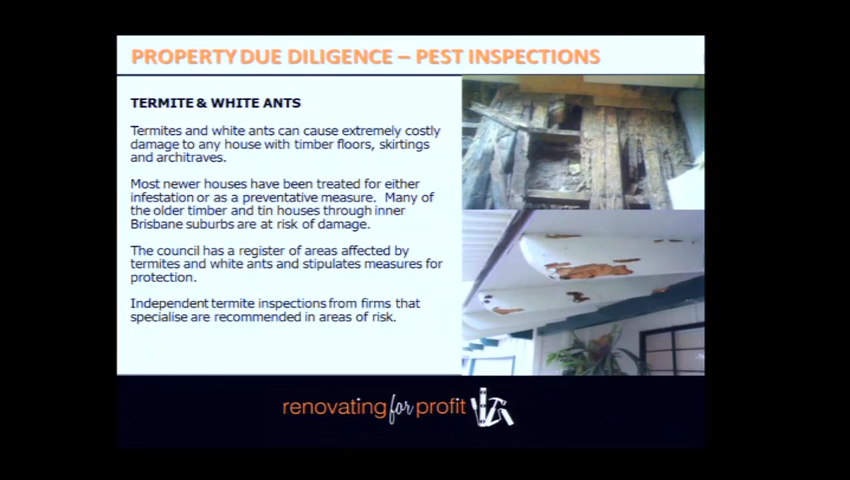 PROPERTY DUE DILIGENCE – PEST INSPECTIONS
TERMITE & WHITE ANTS
Termites and white ants can cause extremely costly
damage to any house with timber floors, skirtings
and architraves.
Most newer houses have been treated for either
infestation or as a preventative measure. Many of
the older timber and tin houses through inner
Brisbane suburbs are at risk of damage.
The council has a register of areas affected by
termites and white ants and stipulates measures for
protection.
Independent termite inspections from firms that
specialise are recommended in areas of risk.
renovating for profit